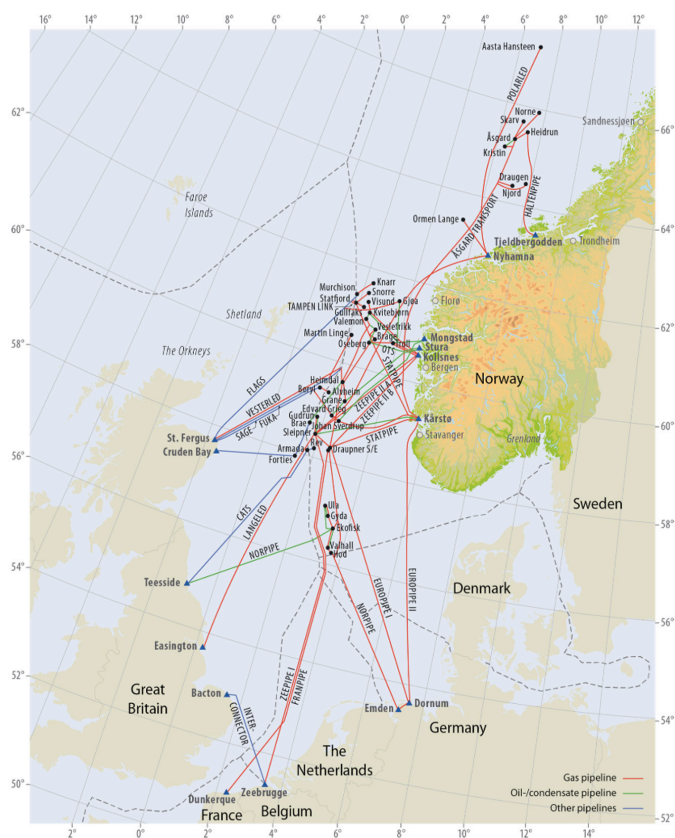 16° 14° 12° 10° 8° 6° 4° 2° 0° 2° 4° 6° 8° 10° 12°
Aasta Hansteen
POLARLED
Norne
Skarv
Sandnessjøen
62°
66°
Åsgard
Heidrun
Kristin
Draugen
Njord
HALTENPIPE
Faroe
Islands
Ormen Lange
ÅSGARD TRANSPORT
60°
64°
Tjeldbergodden
Trondheim
Nyhamna
Knarr
Murchison
Snorre
Statfjord
Visund
Gjøa
Florø
TAMPEN LINK
Gullfaks
Kvitebjørn
Shetland
Valemon
Veslefrikk
62°
Martin Linge
Brage
Mongstad
58°
Oseberg
Troll
Stura
The Orkneys
OTS
Kollsnes
STATPIPE
Bergen
FLAGS
Heimdal
Norway
VESTERLED
Beryl
Alvheim
ZEEPIPE II A
Grane
ZEEPIPE II B
SAGE
FUKA
Edvard Grieg
Gudrun
Kårstø
60°
Brae
Johan Sverdrup
St. Fergus
Sleipner
STATPIPE
Stavanger
Grenland
Rev
Cruden Bay
Armada
Draupner S/E
56°
Forties
Sweden
CATS
Ula
LANGELED
Gyda
Ekofisk
58°
NORPIPE
Valhall
Hod
54°
Teesside
EUROPIPE II
Denmark
EUROPIPE I
NORPIPE
Easington
56°
52°
Great
Britain
Bacton
ZEEPIPE I
FRANPIPE
Dornum
Emden
INTER-
CONNECTOR
54°
Germany
The
Netherlands
50°
Gas pipeline
Zeebrugge
Oil-/condensate pipeline
Dunkerque
Other pipelines
France
Belgium
52°
2° 0° 2° 4° 6° 8° 10° 12° 14°